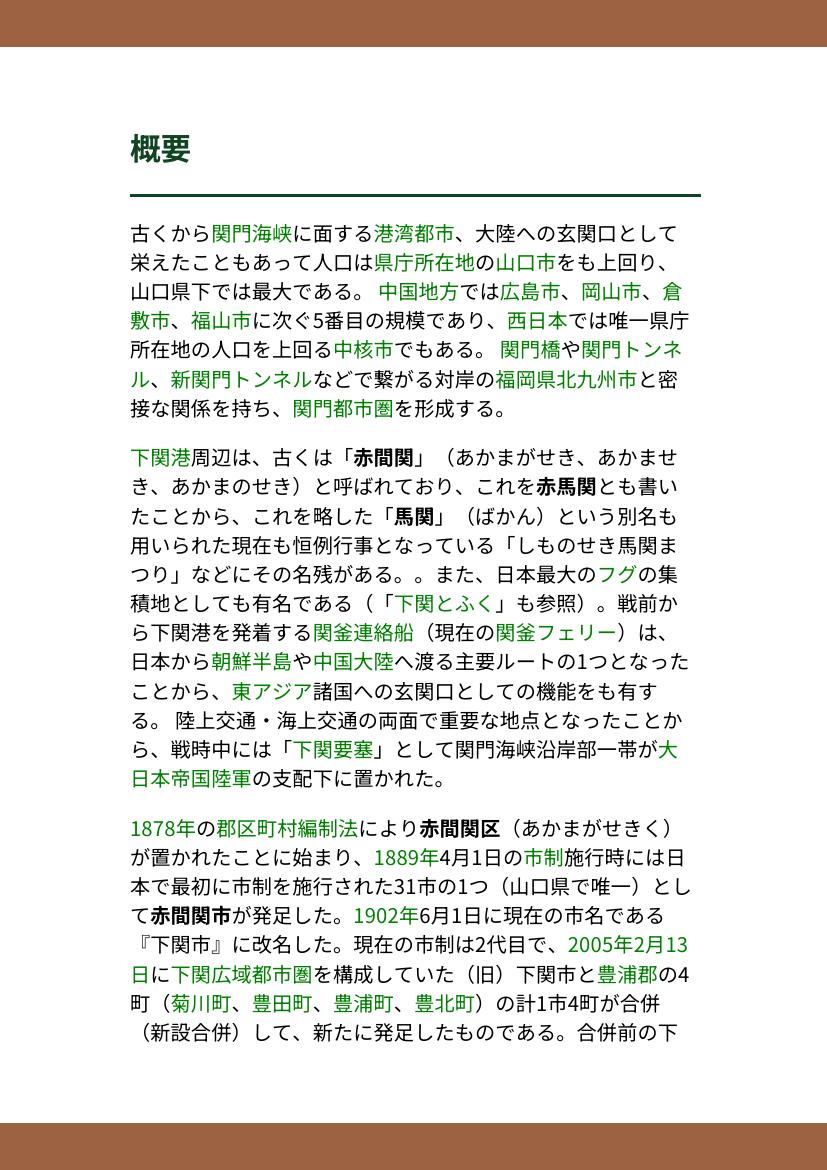 概要
古くから関門海峡に面する港湾都市、大陸への玄関口として
栄えたこともあって人口は県庁所在地の山口市をも上回り、
山口県下では最大である。 中国地方では広島市、岡山市、倉
敷市、福山市に次ぐ5番目の規模であり、西日本では唯一県庁
所在地の人口を上回る中核市でもある。 関門橋や関門トンネ
ル、新関門トンネルなどで繋がる対岸の福岡県北九州市と密
接な関係を持ち、関門都市圏を形成する。
下関港周辺は、古くは「赤間関」（あかまがせき、あかませ
き、あかまのせき）と呼ばれており、これを赤馬関とも書い
たことから、これを略した「馬関」（ばかん）という別名も
用いられた現在も恒例行事となっている「しものせき馬関ま
つり」などにその名残がある。。また、日本最大のフグの集
積地としても有名である（「下関とふく」も参照）。戦前か
ら下関港を発着する関釜連絡船（現在の関釜フェリー）は、
日本から朝鮮半島や中国大陸へ渡る主要ルートの1つとなった
ことから、東アジア諸国への玄関口としての機能をも有す
る。 陸上交通・海上交通の両面で重要な地点となったことか
ら、戦時中には「下関要塞」として関門海峡沿岸部一帯が大
日本帝国陸軍の支配下に置かれた。
1878年の郡区町村編制法により赤間関区（あかまがせきく）
が置かれたことに始まり、1889年4月1日の市制施行時には日
本で最初に市制を施行された31市の1つ（山口県で唯一）とし
て赤間関市が発足した。1902年6月1日に現在の市名である
『下関市』に改名した。現在の市制は2代目で、2005年2月13
日に下関広域都市圏を構成していた（旧）下関市と豊浦郡の4
町（菊川町、豊田町、豊浦町、豊北町）の計1市4町が合併
（新設合併）して、新たに発足したものである。合併前の下